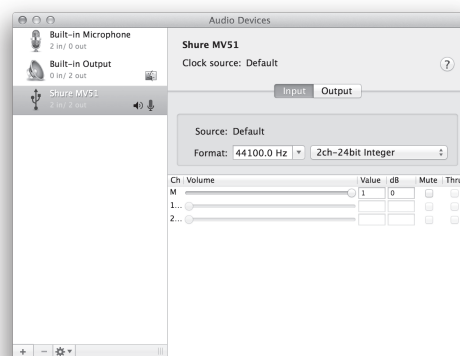 Audio Devices
Built-in Microphone
2 in/ 0 out
Built-in Output
0 in/ 2 out
Shure MV51
2 in/ 2 out
Shure MV51
Clock source: Default
?
Input
Output
Source: Default
Format: 44100.0 Hz 2ch-24bit Integer
Ch Volume Value dB Mute Thru
M 1 0
1...
2...